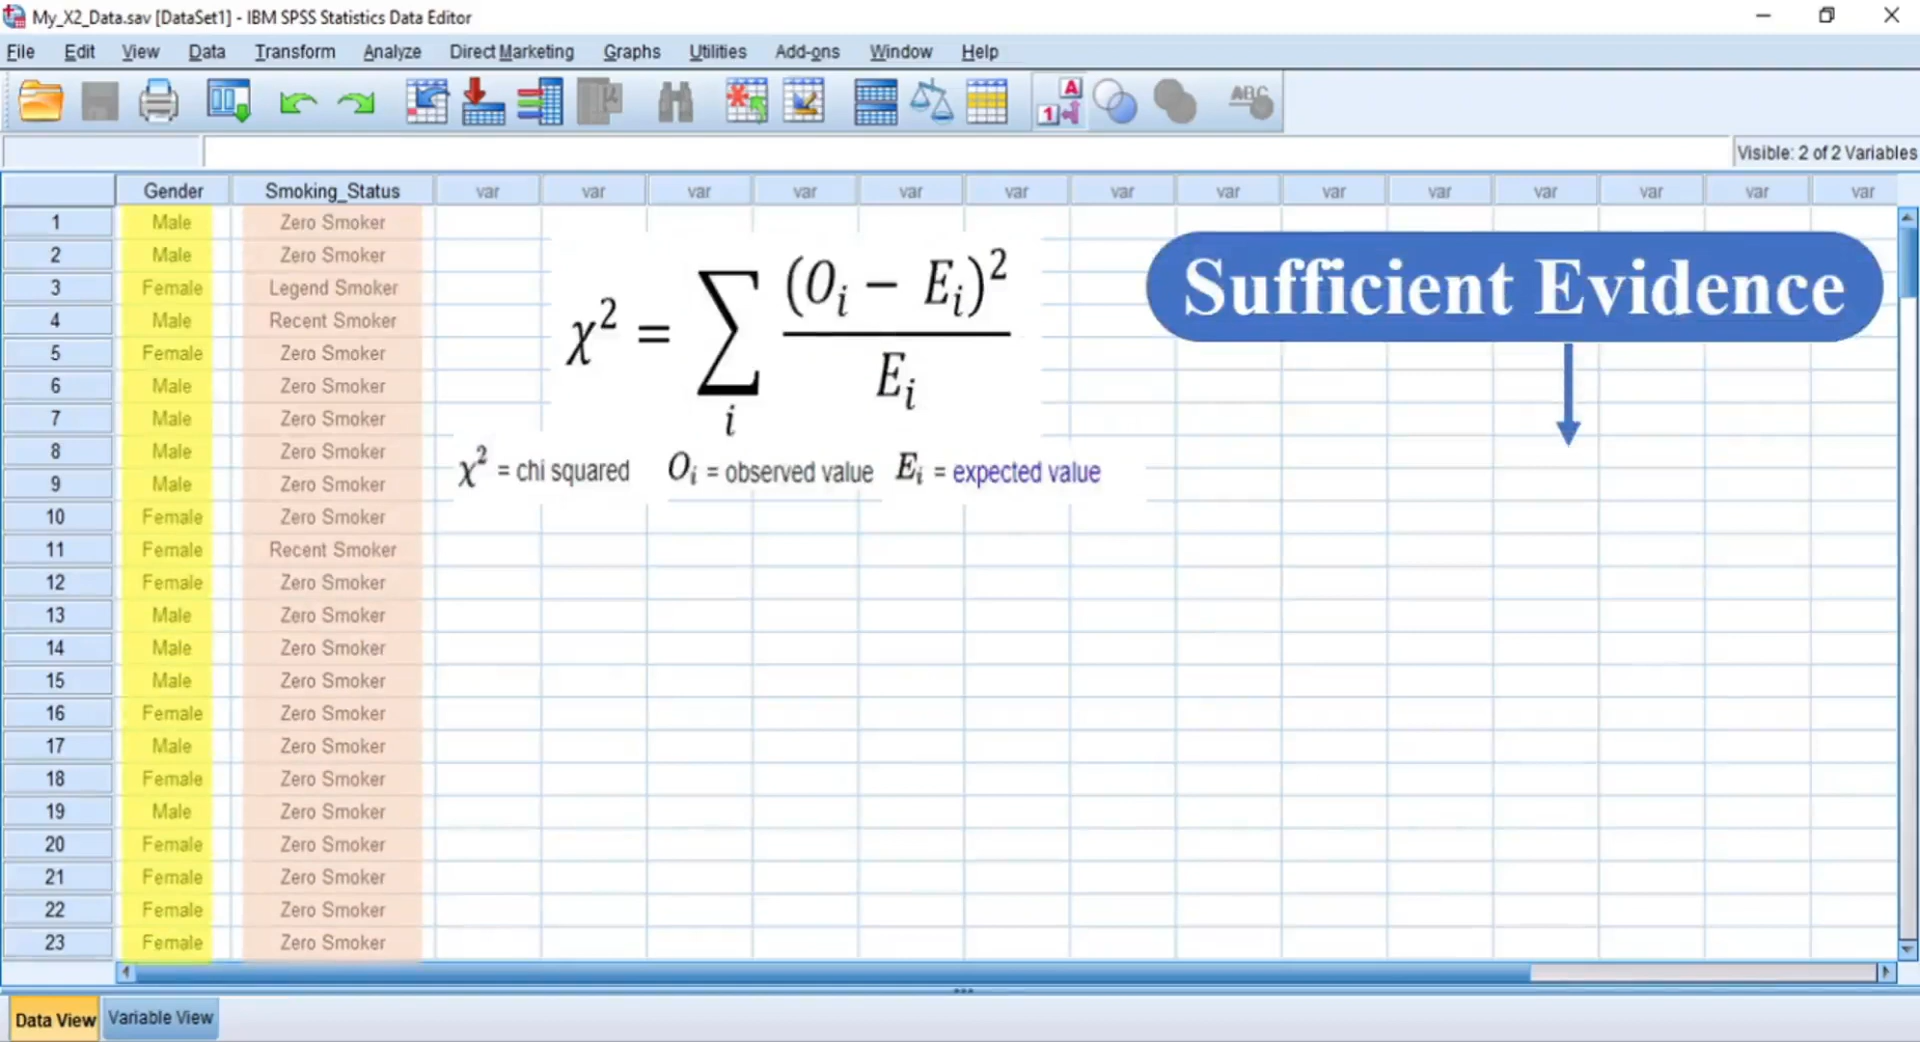 My_X2_Data.sav [DataSet1] - IBM SPSS Statistics Data Editor
File Edit View Data Transform Analyze Direct Marketing Graphs Utilities Add-ons Window Help
A
1
ABC
Visible: 2 of 2 Variables
Gender Smoking_Status var var var var var var var var var var var var var var
1 Male Zero Smoker
2 Male Zero Smoker
3 Female Legend Smoker
4 Male Recent Smoker
5 Female Zero Smoker
6 Male Zero Smoker
7 Male Zero Smoker
8 Male Zero Smoker
9 Male Zero Smoker
10 Female Zero Smoker
11 Female Recent Smoker
12 Female Zero Smoker
13 Male Zero Smoker
14 Male Zero Smoker
15 Male Zero Smoker
16 Female Zero Smoker
17 Male Zero Smoker
18 Female Zero Smoker
19 Male Zero Smoker
20 Female Zero Smoker
21 Female Zero Smoker
22 Female Zero Smoker
23 Female Zero Smoker
χ² = ∑i (Oi − Ei)² / Ei
χ² = chi squared Oi = observed value Ei = expected value
Sufficient Evidence
Data View Variable View